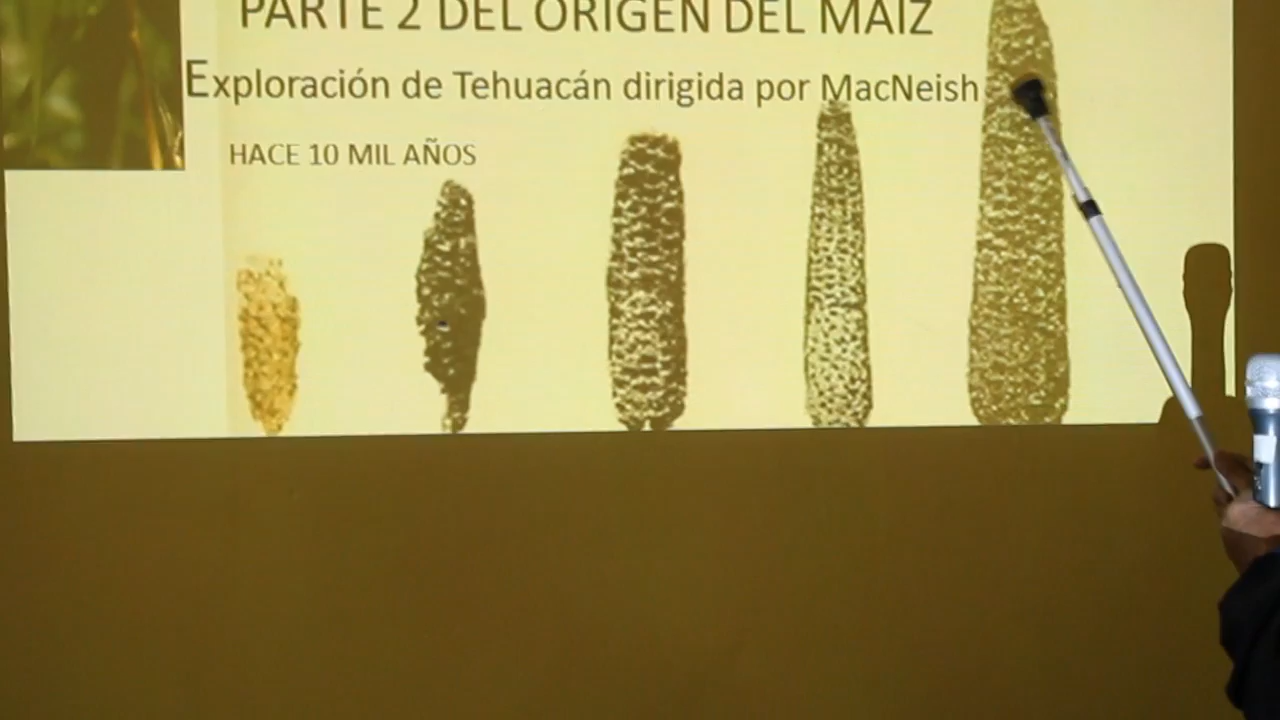 PARTE 2 DEL ORIGEN DEL MAIZ
Exploración de Tehuacán dirigida por MacNeish
HACE 10 MIL AÑOS